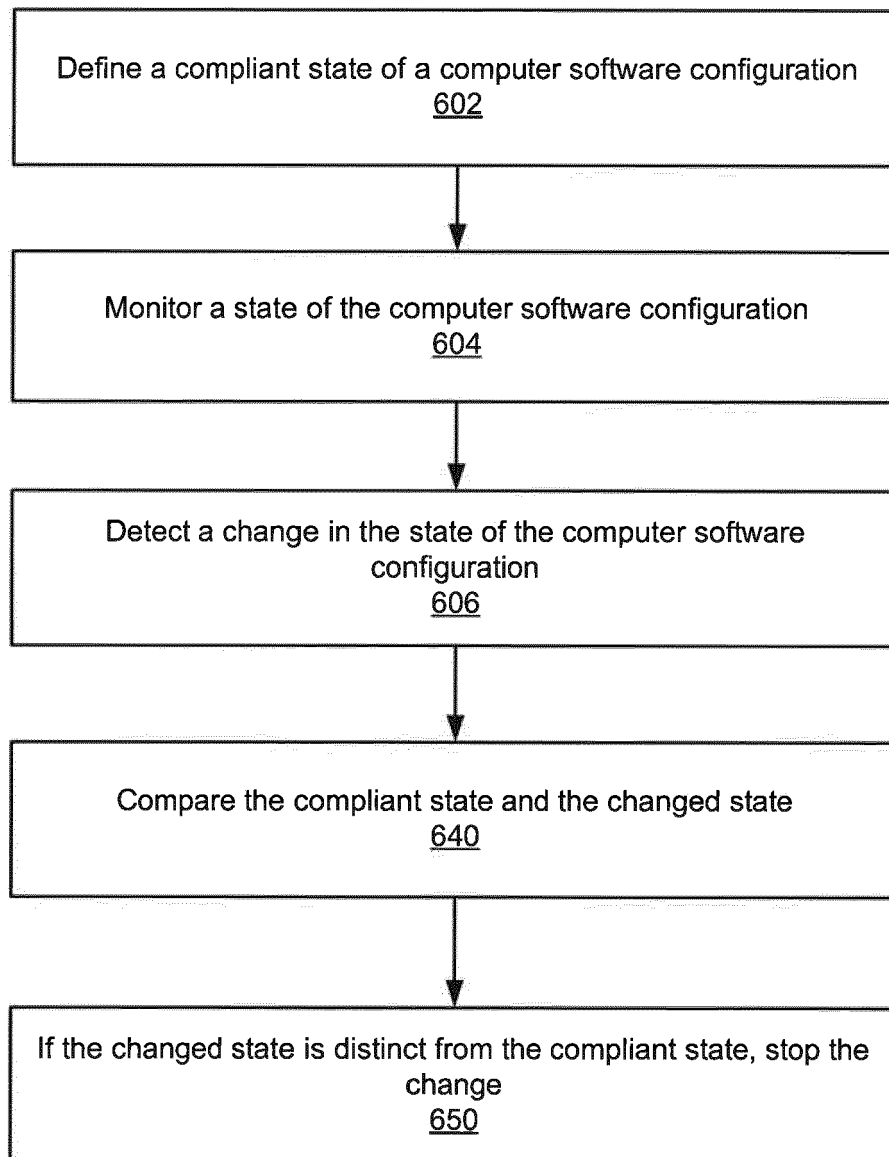 Define a compliant state of a computer software configuration
602
Monitor a state of the computer software configuration
604
Detect a change in the state of the computer software
configuration
606
Compare the compliant state and the changed state
640
If the changed state is distinct from the compliant state, stop the
change
650